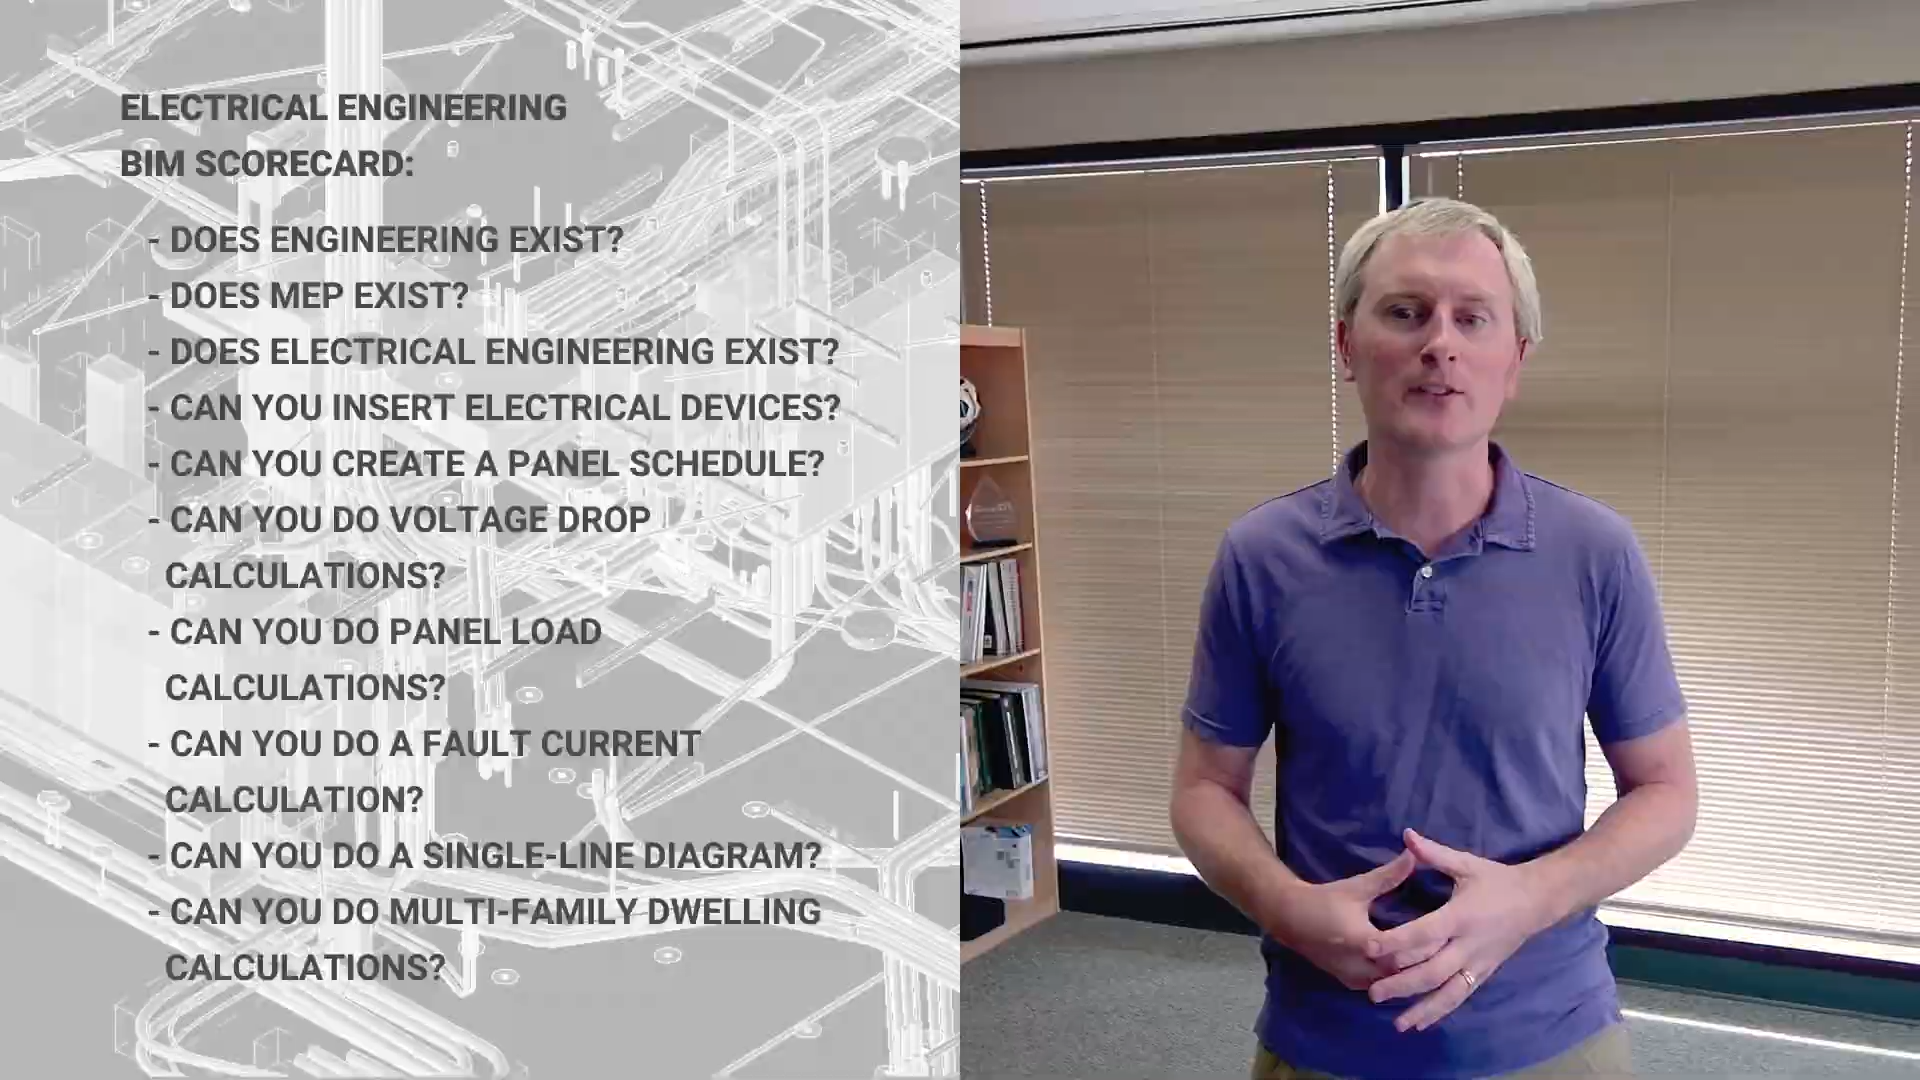 ELECTRICAL ENGINEERING
BIM SCORECARD:
- DOES ENGINEERING EXIST?
- DOES MEP EXIST?
- DOES ELECTRICAL ENGINEERING EXIST?
- CAN YOU INSERT ELECTRICAL DEVICES?
- CAN YOU CREATE A PANEL SCHEDULE?
- CAN YOU DO VOLTAGE DROP
CALCULATIONS?
- CAN YOU DO PANEL LOAD
CALCULATIONS?
- CAN YOU DO A FAULT CURRENT
CALCULATION?
- CAN YOU DO A SINGLE-LINE DIAGRAM?
- CAN YOU DO MULTI-FAMILY DWELLING
CALCULATIONS?